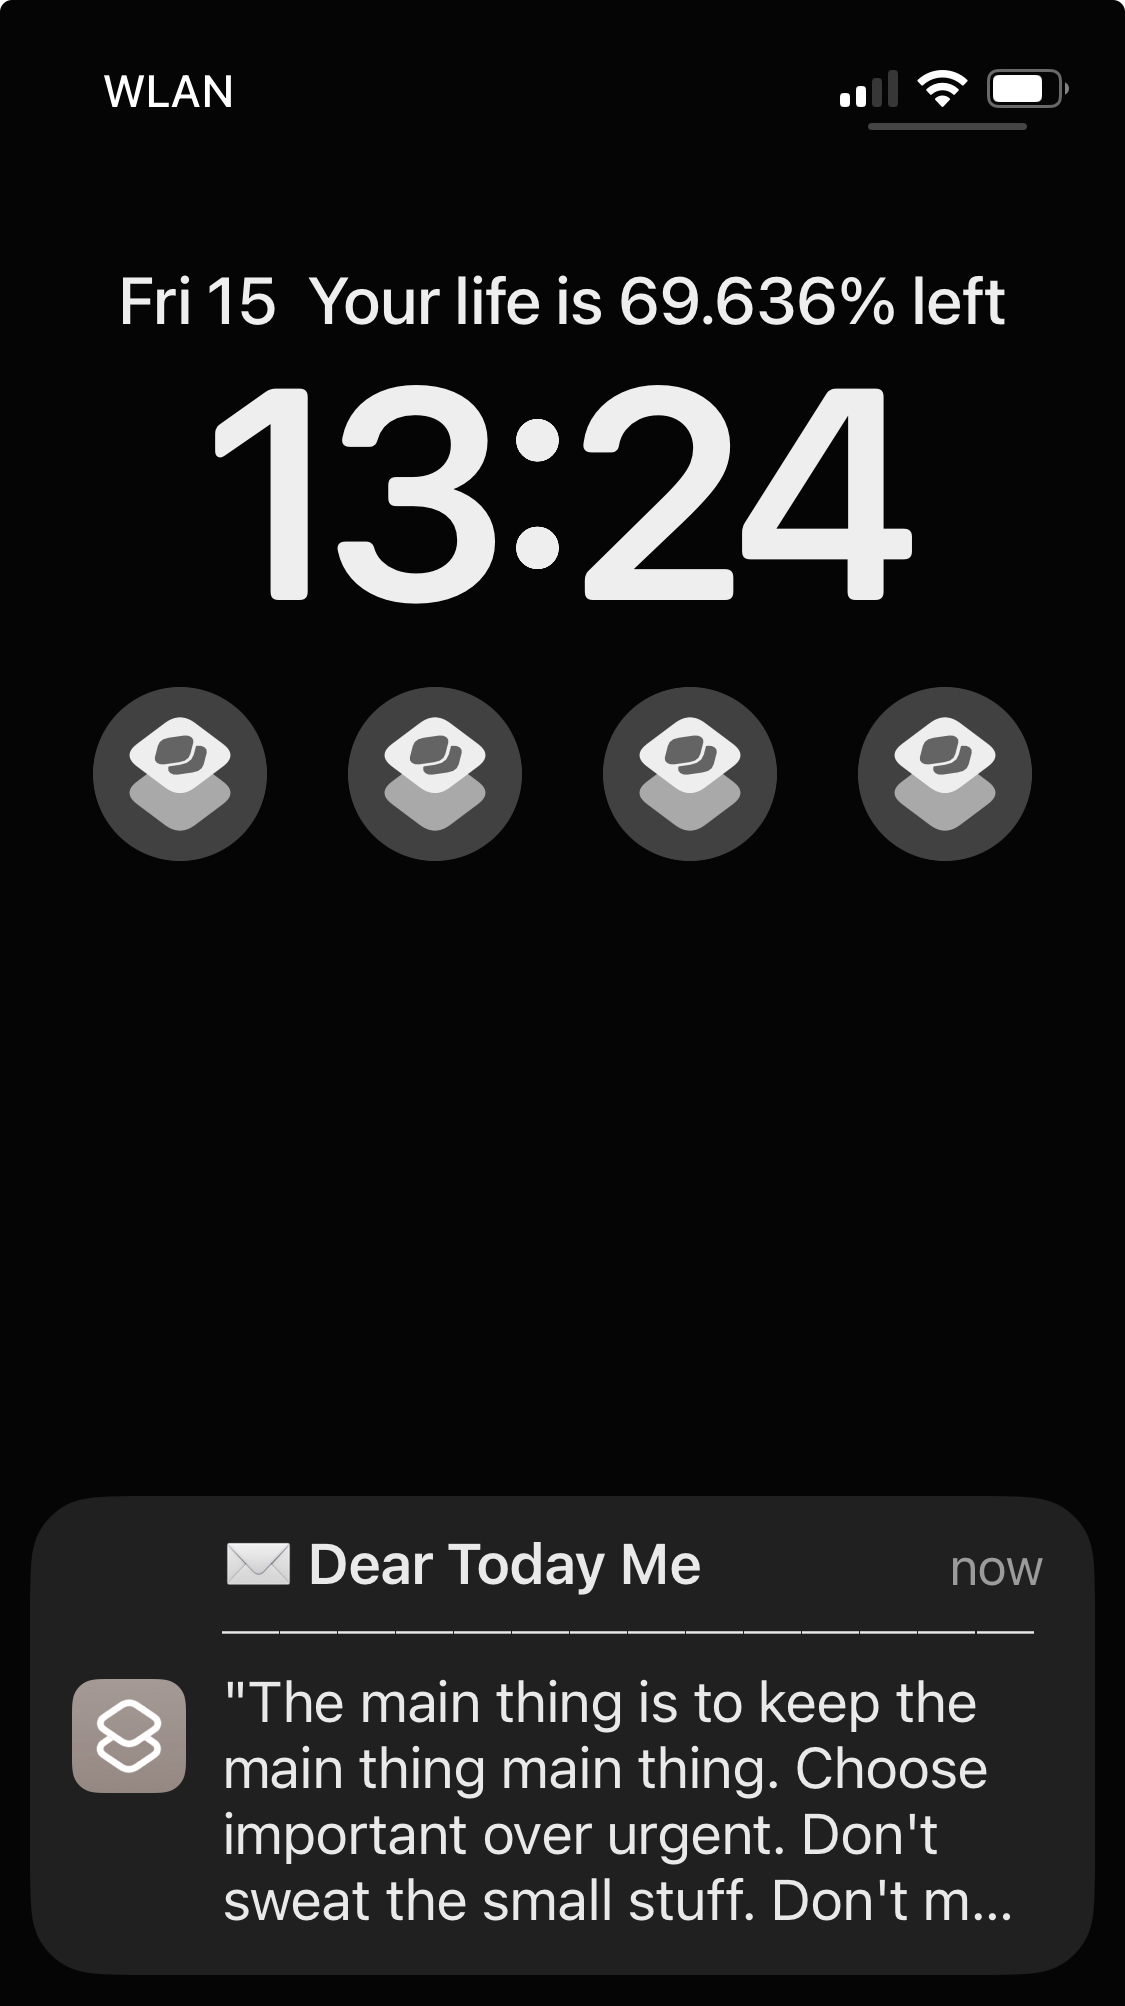 WLAN
Fri 15 Your life is 69.636% left
13:24
✉️ Dear Today Me
now
"The main thing is to keep the
main thing main thing. Choose
important over urgent. Don't
sweat the small stuff. Don't m...